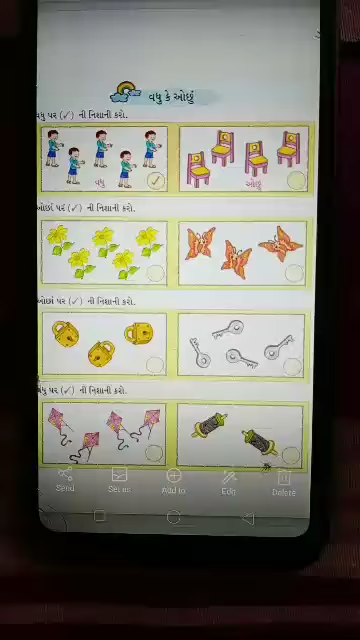 વધુ કે ઓછું
વધુ પર (✓) ની નિશાની કરો.
વધુ
ઓછું
ઓછાં પર (✓) ની નિશાની કરો.
ઓછાં પર (✓) ની નિશાની કરો.
વધુ પર (✓) ની નિશાની કરો.
Send Set as Add to Edit Delete